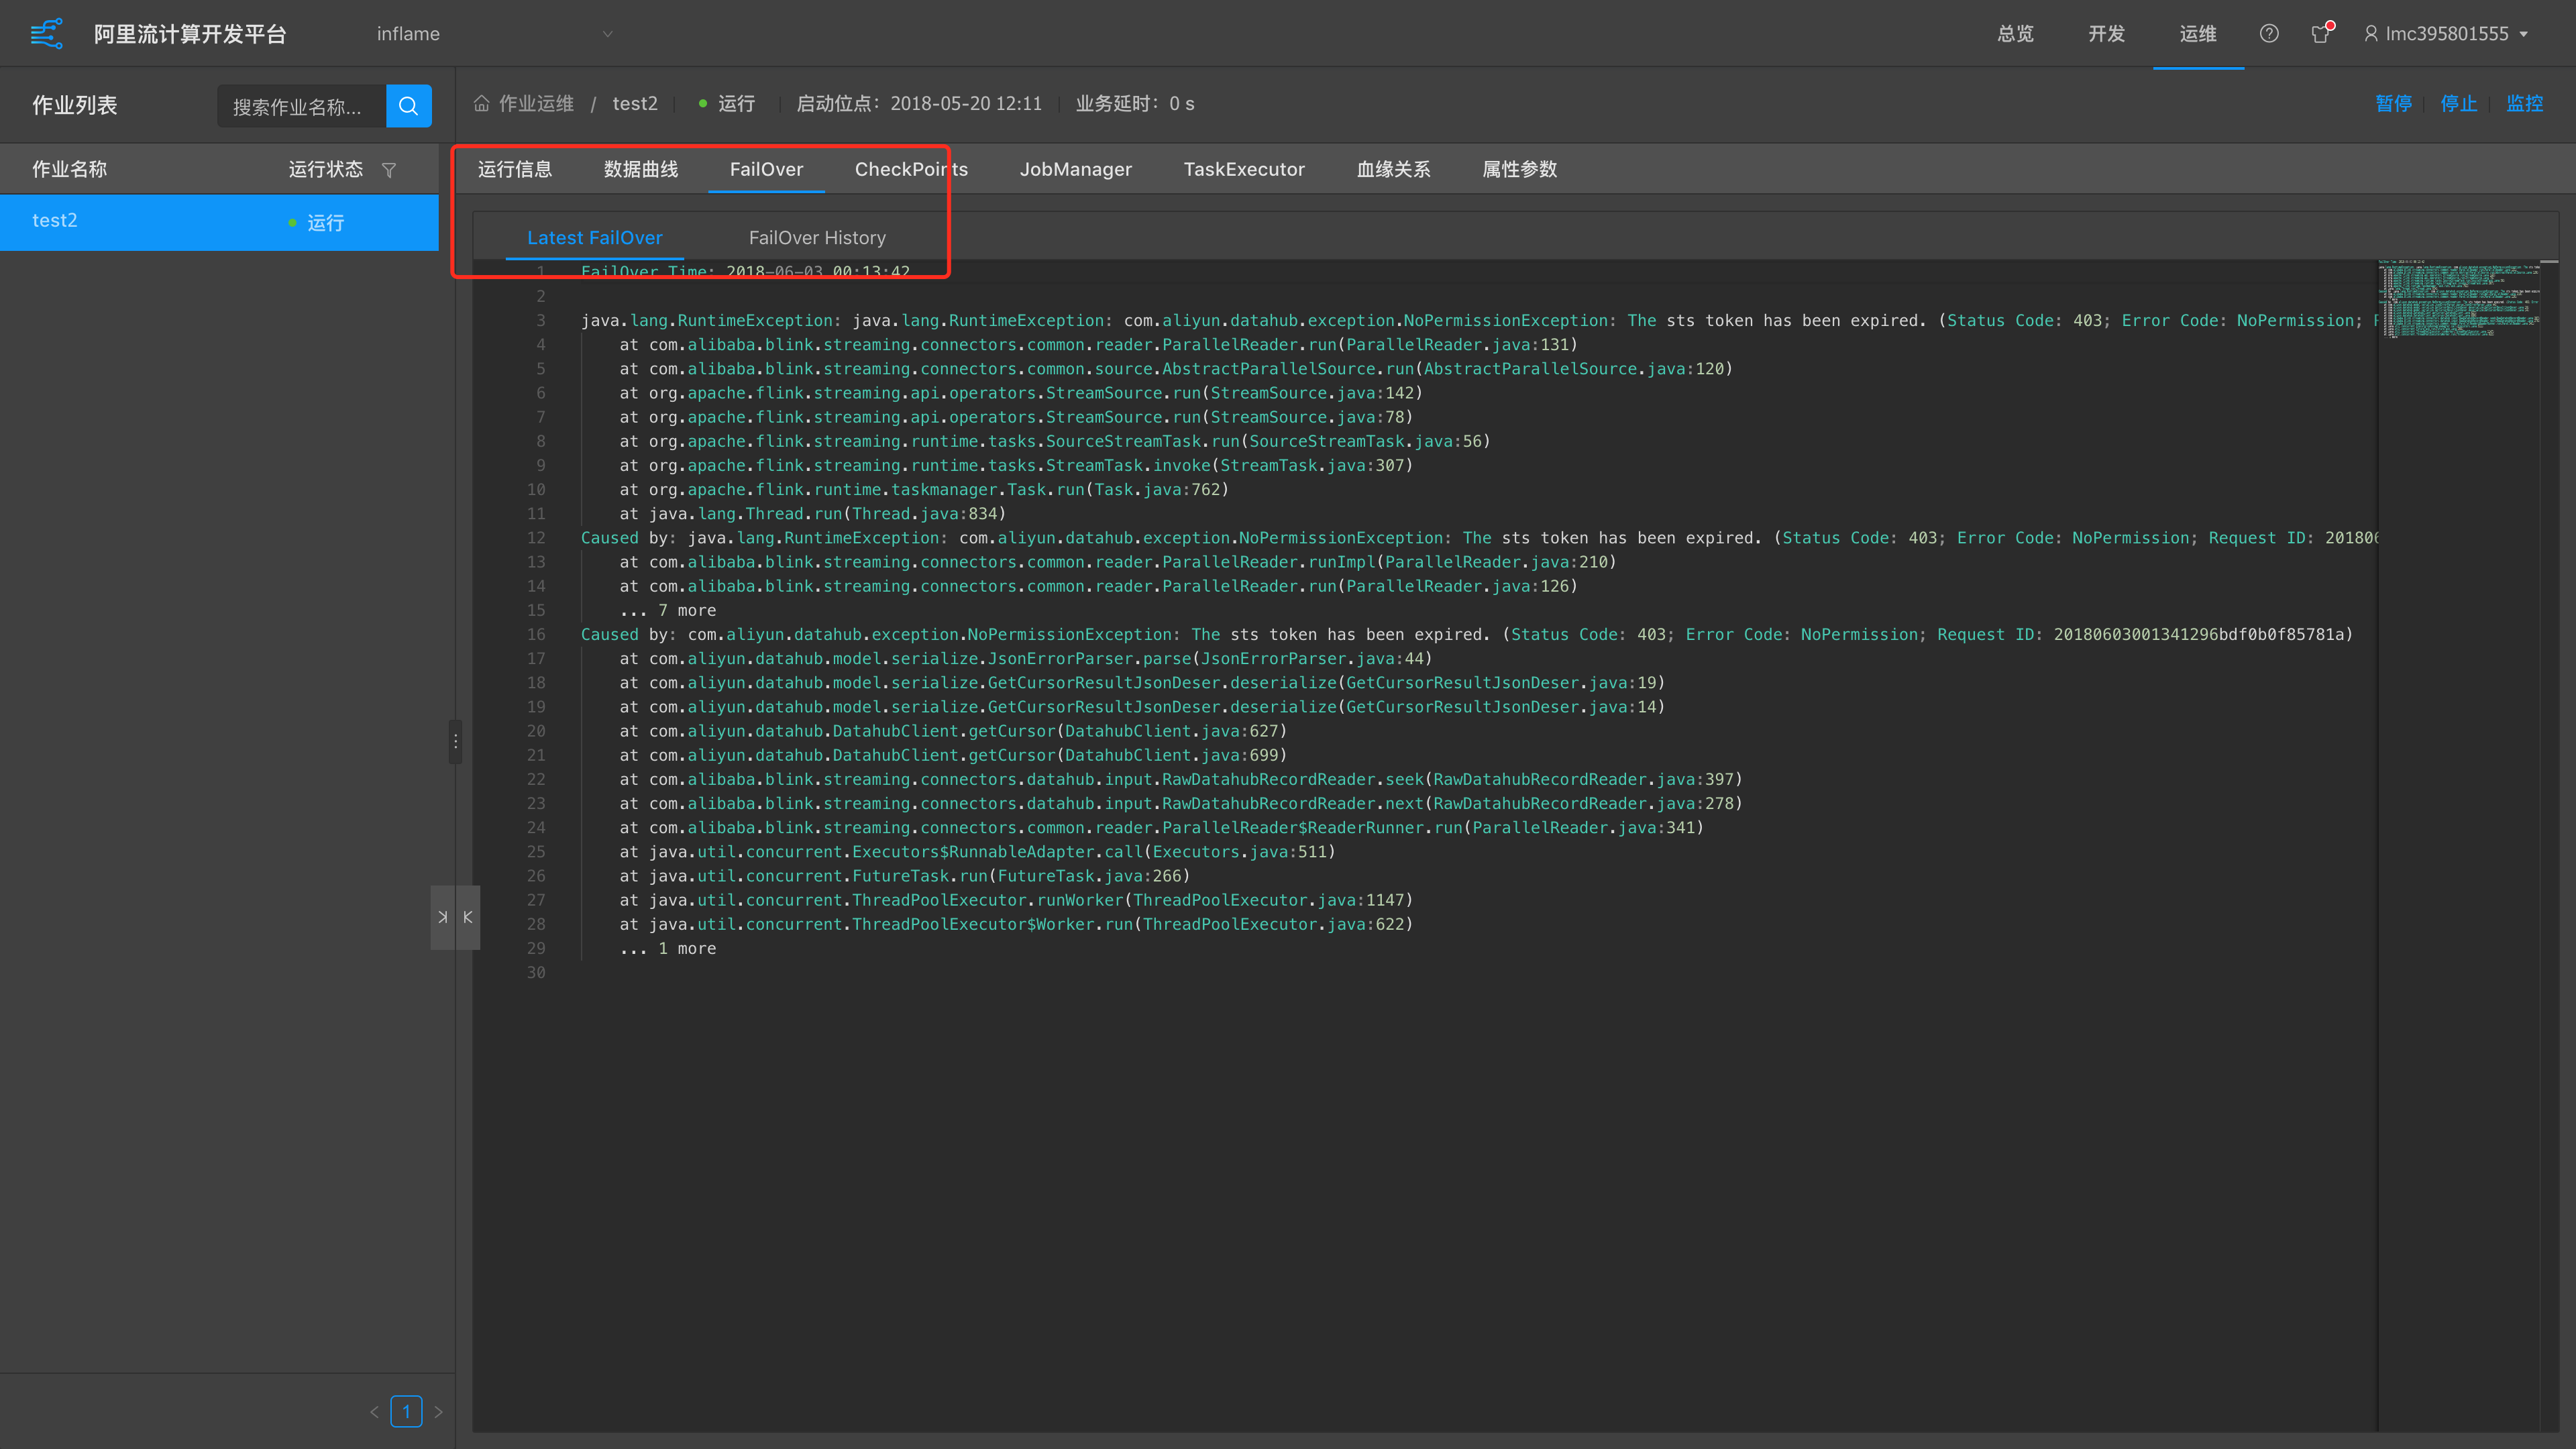 阿里流计算开发平台
inflame
总览
开发
运维
lmc395801555
作业列表
搜索作业名称...
作业运维 / test2
运行
启动位点：2018-05-20 12:11
业务延时：0 s
暂停
停止
监控
作业名称
运行状态
test2
运行
运行信息
数据曲线
FailOver
CheckPoints
JobManager
TaskExecutor
血缘关系
属性参数
Latest FailOver
FailOver History
1 FailOver Time: 2018-06-03 00:13:42
2
3 java.lang.RuntimeException: java.lang.RuntimeException: com.aliyun.datahub.exception.NoPermissionException: The sts token has been expired. (Status Code: 403; Error Code: NoPermission;
4 at com.alibaba.blink.streaming.connectors.common.reader.ParallelReader.run(ParallelReader.java:131)
5 at com.alibaba.blink.streaming.connectors.common.source.AbstractParallelSource.run(AbstractParallelSource.java:120)
6 at org.apache.flink.streaming.api.operators.StreamSource.run(StreamSource.java:142)
7 at org.apache.flink.streaming.api.operators.StreamSource.run(StreamSource.java:78)
8 at org.apache.flink.streaming.runtime.tasks.SourceStreamTask.run(SourceStreamTask.java:56)
9 at org.apache.flink.streaming.runtime.tasks.StreamTask.invoke(StreamTask.java:307)
10 at org.apache.flink.runtime.taskmanager.Task.run(Task.java:762)
11 at java.lang.Thread.run(Thread.java:834)
12 Caused by: java.lang.RuntimeException: com.aliyun.datahub.exception.NoPermissionException: The sts token has been expired. (Status Code: 403; Error Code: NoPermission; Request ID: 201806
13 at com.alibaba.blink.streaming.connectors.common.reader.ParallelReader.runImpl(ParallelReader.java:210)
14 at com.alibaba.blink.streaming.connectors.common.reader.ParallelReader.run(ParallelReader.java:126)
15 ... 7 more
16 Caused by: com.aliyun.datahub.exception.NoPermissionException: The sts token has been expired. (Status Code: 403; Error Code: NoPermission; Request ID: 20180603001341296bdf0b0f85781a)
17 at com.aliyun.datahub.model.serialize.JsonErrorParser.parse(JsonErrorParser.java:44)
18 at com.aliyun.datahub.model.serialize.GetCursorResultJsonDeser.deserialize(GetCursorResultJsonDeser.java:19)
19 at com.aliyun.datahub.model.serialize.GetCursorResultJsonDeser.deserialize(GetCursorResultJsonDeser.java:14)
20 at com.aliyun.datahub.DatahubClient.getCursor(DatahubClient.java:627)
21 at com.aliyun.datahub.DatahubClient.getCursor(DatahubClient.java:699)
22 at com.alibaba.blink.streaming.connectors.datahub.input.RawDatahubRecordReader.seek(RawDatahubRecordReader.java:397)
23 at com.alibaba.blink.streaming.connectors.datahub.input.RawDatahubRecordReader.next(RawDatahubRecordReader.java:278)
24 at com.alibaba.blink.streaming.connectors.common.reader.ParallelReader$ReaderRunner.run(ParallelReader.java:341)
25 at java.util.concurrent.Executors$RunnableAdapter.call(Executors.java:511)
26 at java.util.concurrent.FutureTask.run(FutureTask.java:266)
27 at java.util.concurrent.ThreadPoolExecutor.runWorker(ThreadPoolExecutor.java:1147)
28 at java.util.concurrent.ThreadPoolExecutor$Worker.run(ThreadPoolExecutor.java:622)
29 ... 1 more
30
1